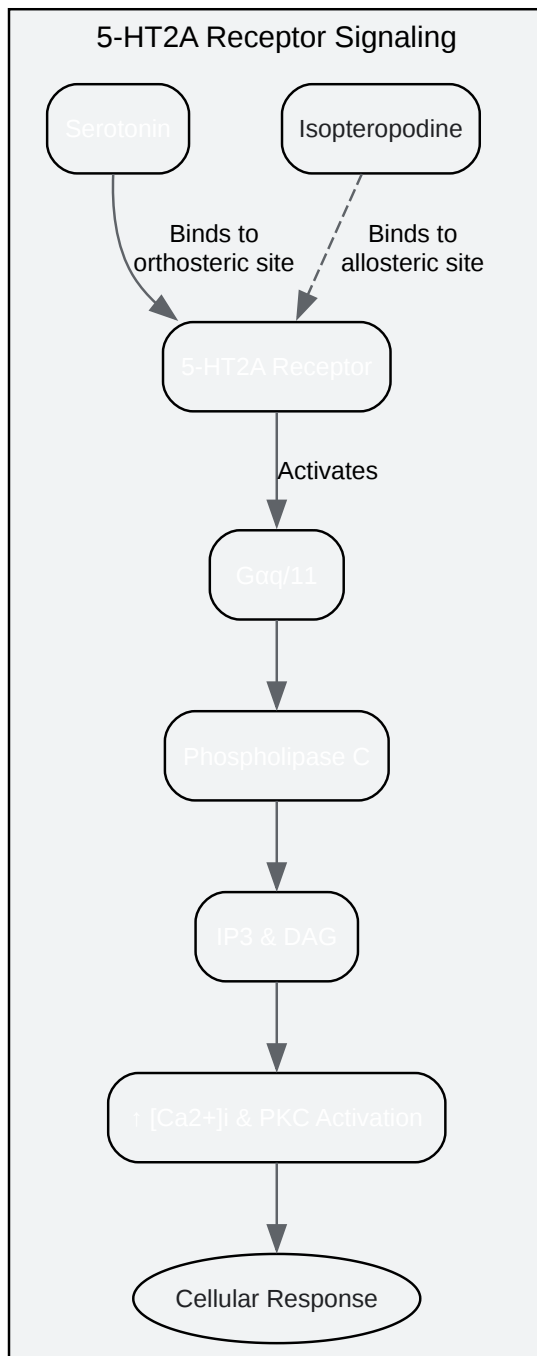 5-HT2A Receptor Signaling
Serotonin
Isopteropodine
Binds to
orthosteric site
Binds to
allosteric site
5-HT2A Receptor
Activates
Gαq/11
Phospholipase C
IP3 & DAG
↑ [Ca2+]i & PKC Activation
Cellular Response